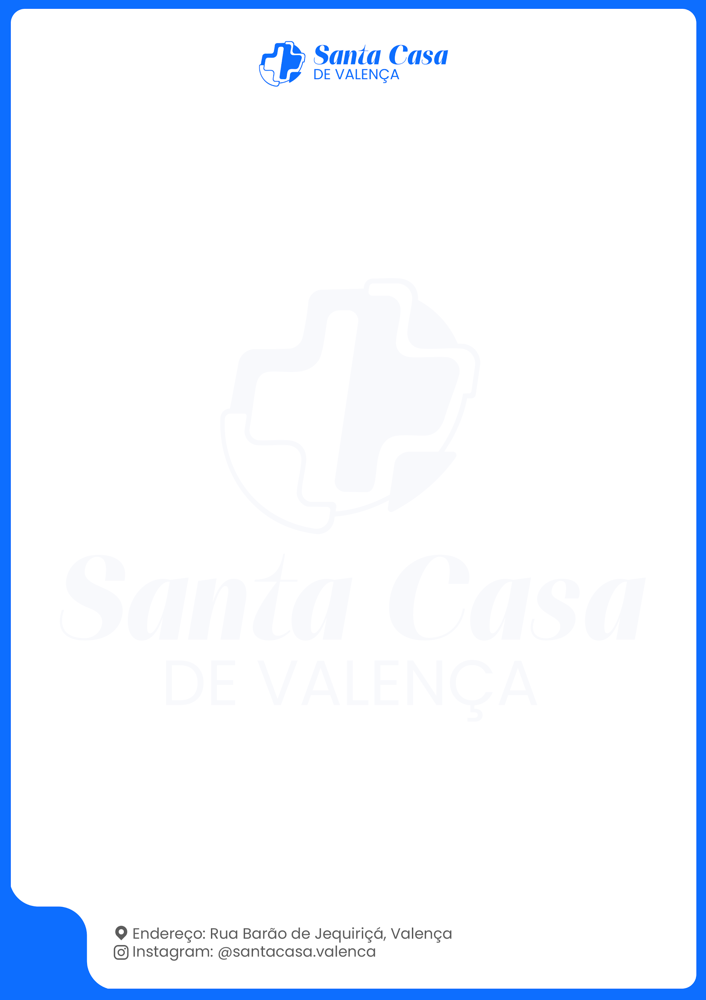 Santa Casa
DE VALENÇA
Santa Casa
DE VALENÇA
Endereço: Rua Barão de Jequiriçá, Valença
Instagram: @santacasa.valenca